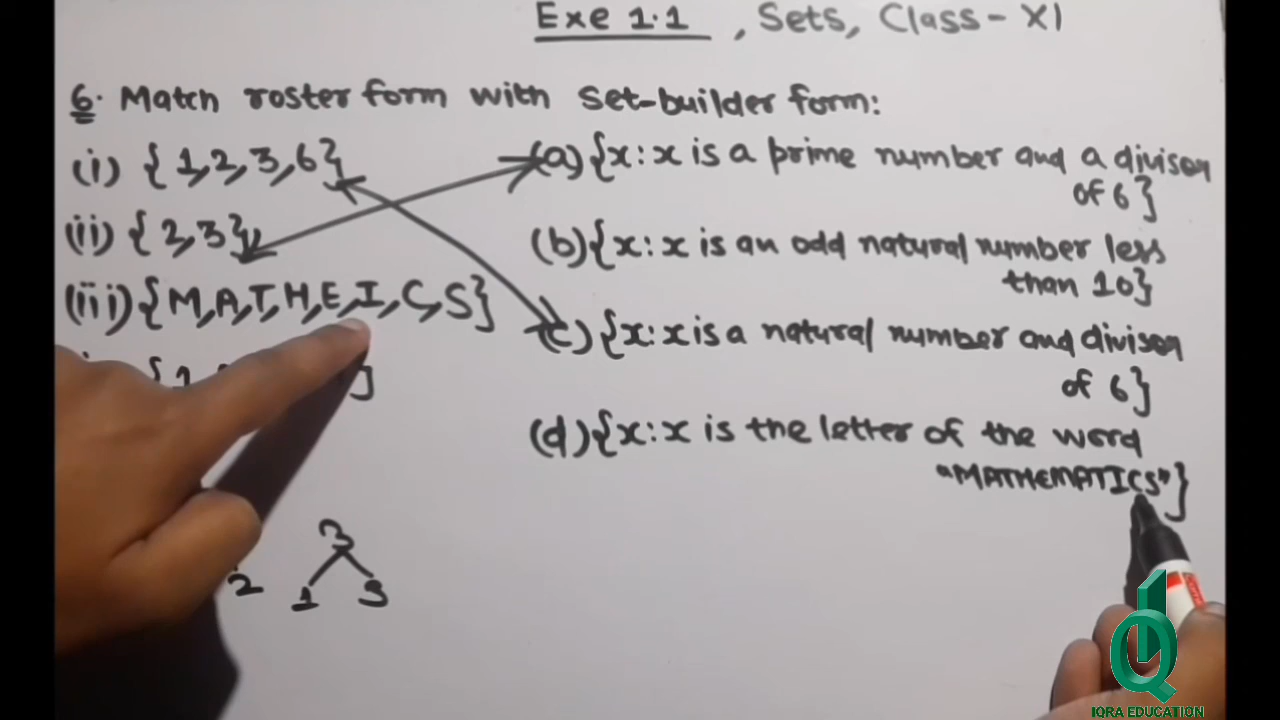 Exe 1.1 , Sets, Class - XI
6. Match roster form with set-builder form:
(i) {1,2,3,6}
(a) {x:x is a prime number and a divisor
of 6}
(ii) {2,3}
(b) {x:x is an odd natural number less
than 10}
(iii) {M,A,T,H,E,I,C,S}
(c) {x:x is a natural number and divisor
of 6}
{1
}
(d) {x:x is the letter of the word
"MATHEMATICS"}
3
2
1 3
IQRA EDUCATION